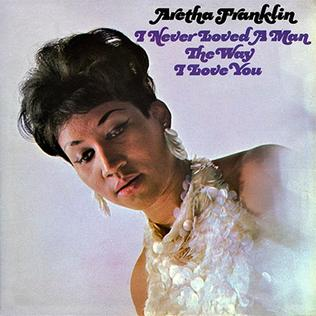 Aretha Franklin
I Never Loved A Man
The Way
I Love You